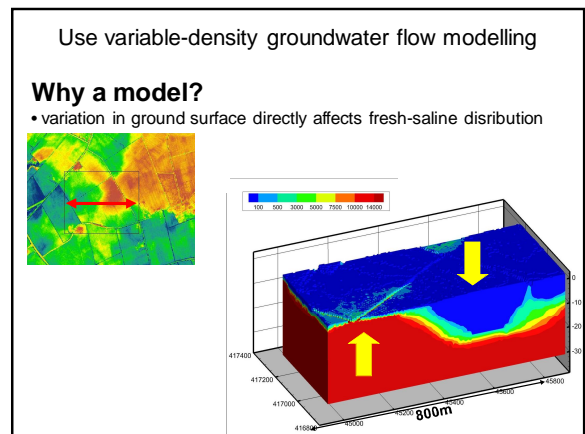 Use variable-density groundwater flow modelling
Why a model?
• variation in ground surface directly affects fresh-saline disribution
100 500 3000 5000 7500 10000 14000
0
-10
-20
-30
417400
417200
417000
416800
45000
45200
45400
45600
45800
800m